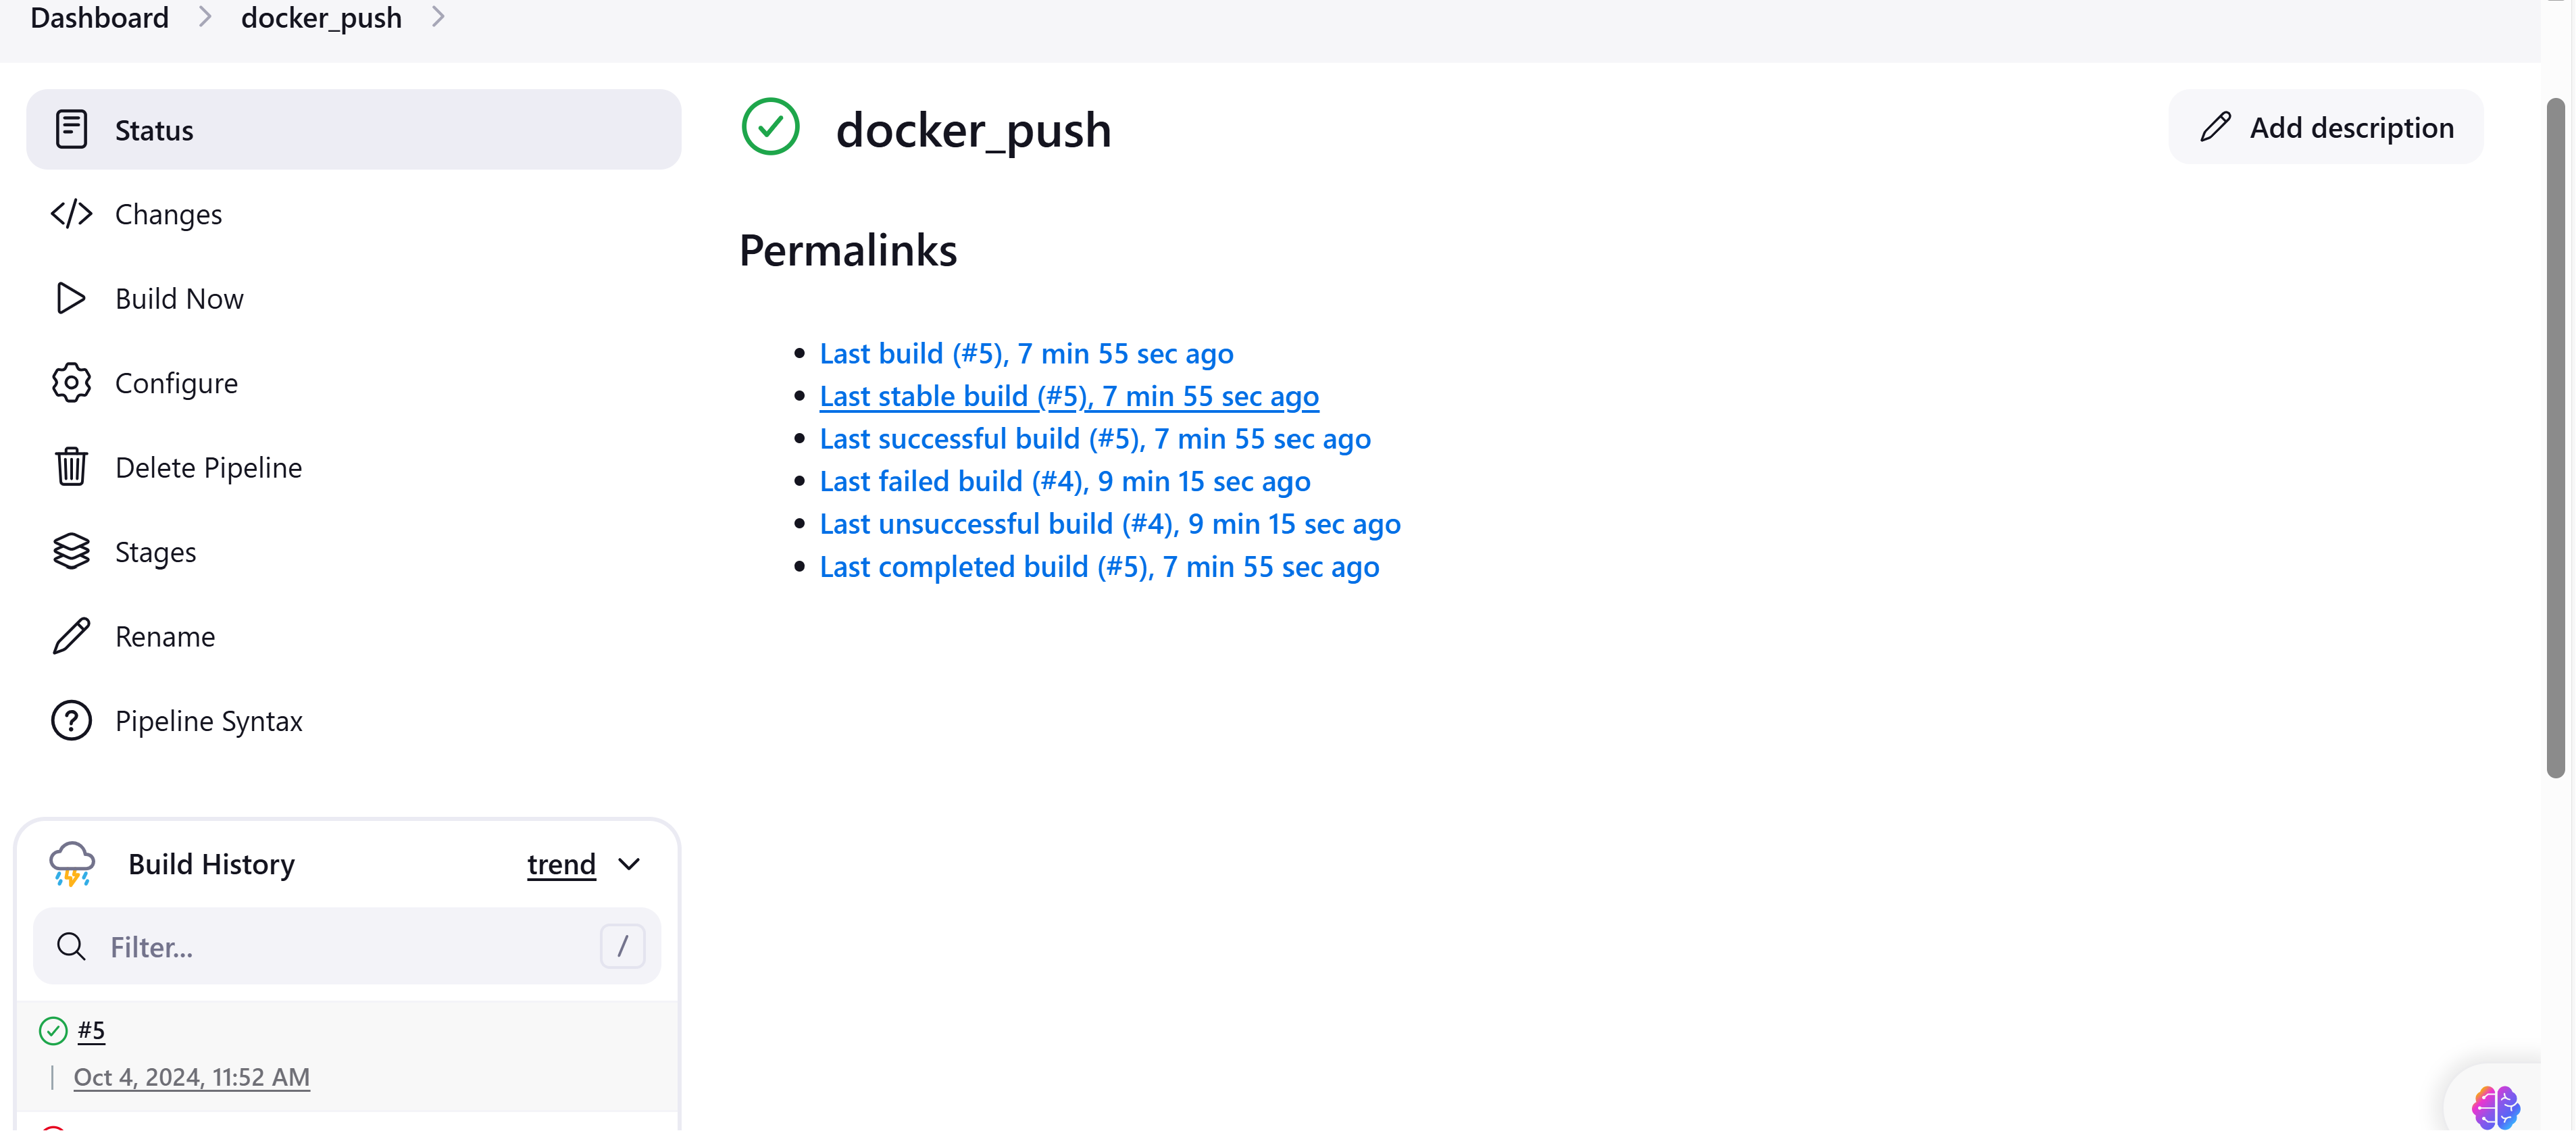 Dashboard > docker_push >
Status
Changes
Build Now
Configure
Delete Pipeline
Stages
Rename
Pipeline Syntax
Build History trend
Filter... /
#5
Oct 4, 2024, 11:52 AM
docker_push
Add description
Permalinks
Last build (#5), 7 min 55 sec ago
Last stable build (#5), 7 min 55 sec ago
Last successful build (#5), 7 min 55 sec ago
Last failed build (#4), 9 min 15 sec ago
Last unsuccessful build (#4), 9 min 15 sec ago
Last completed build (#5), 7 min 55 sec ago